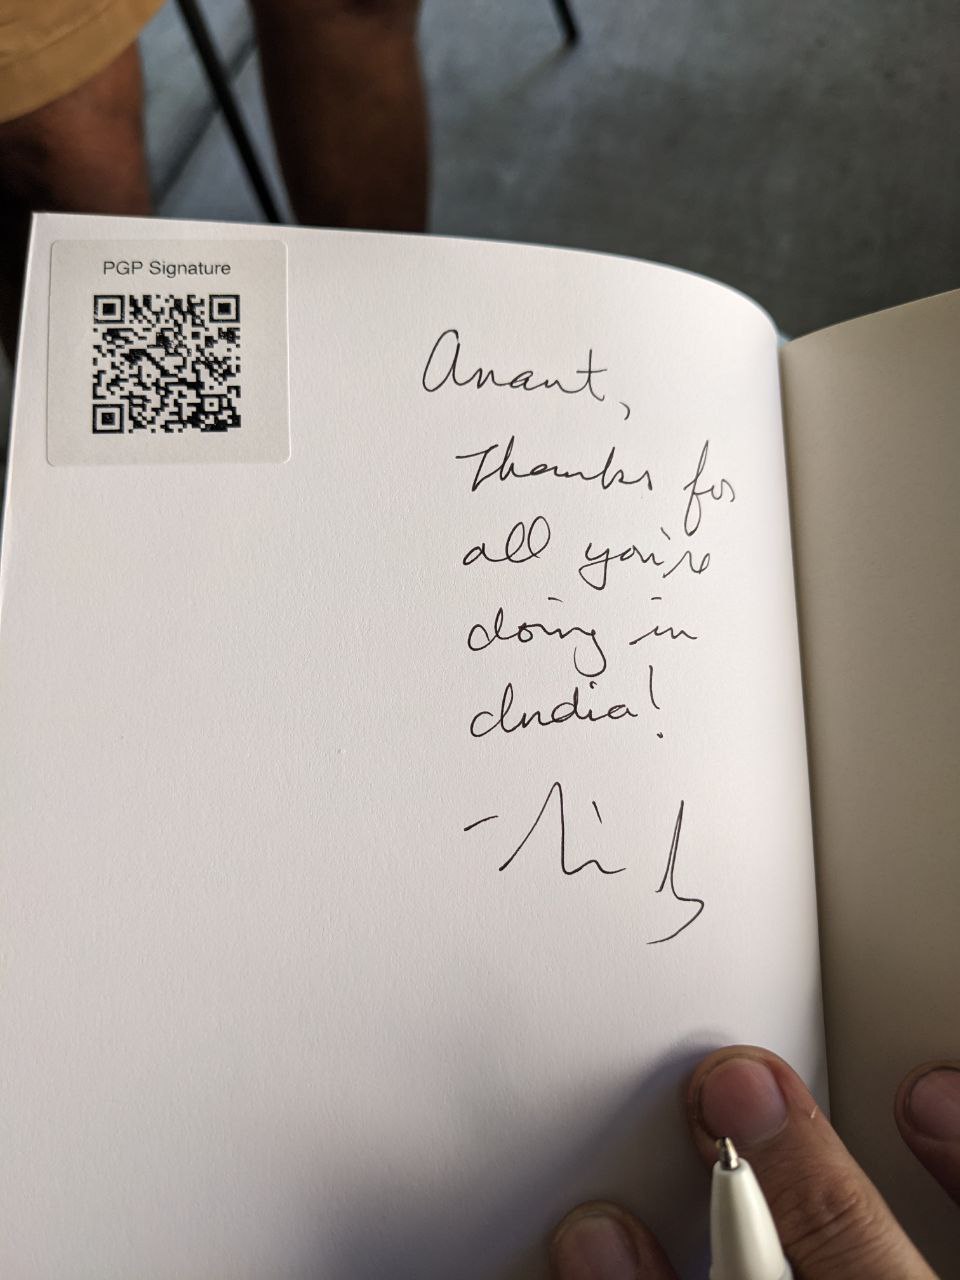 PGP Signature
Anant,
Thanks for
all you're
doing in
India!